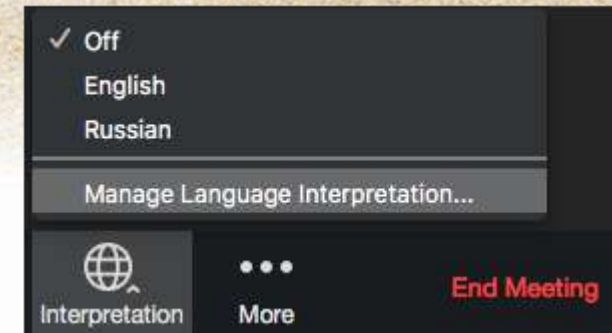 ✓ Off
English
Russian
Manage Language Interpretation...
Interpretation
More
End Meeting